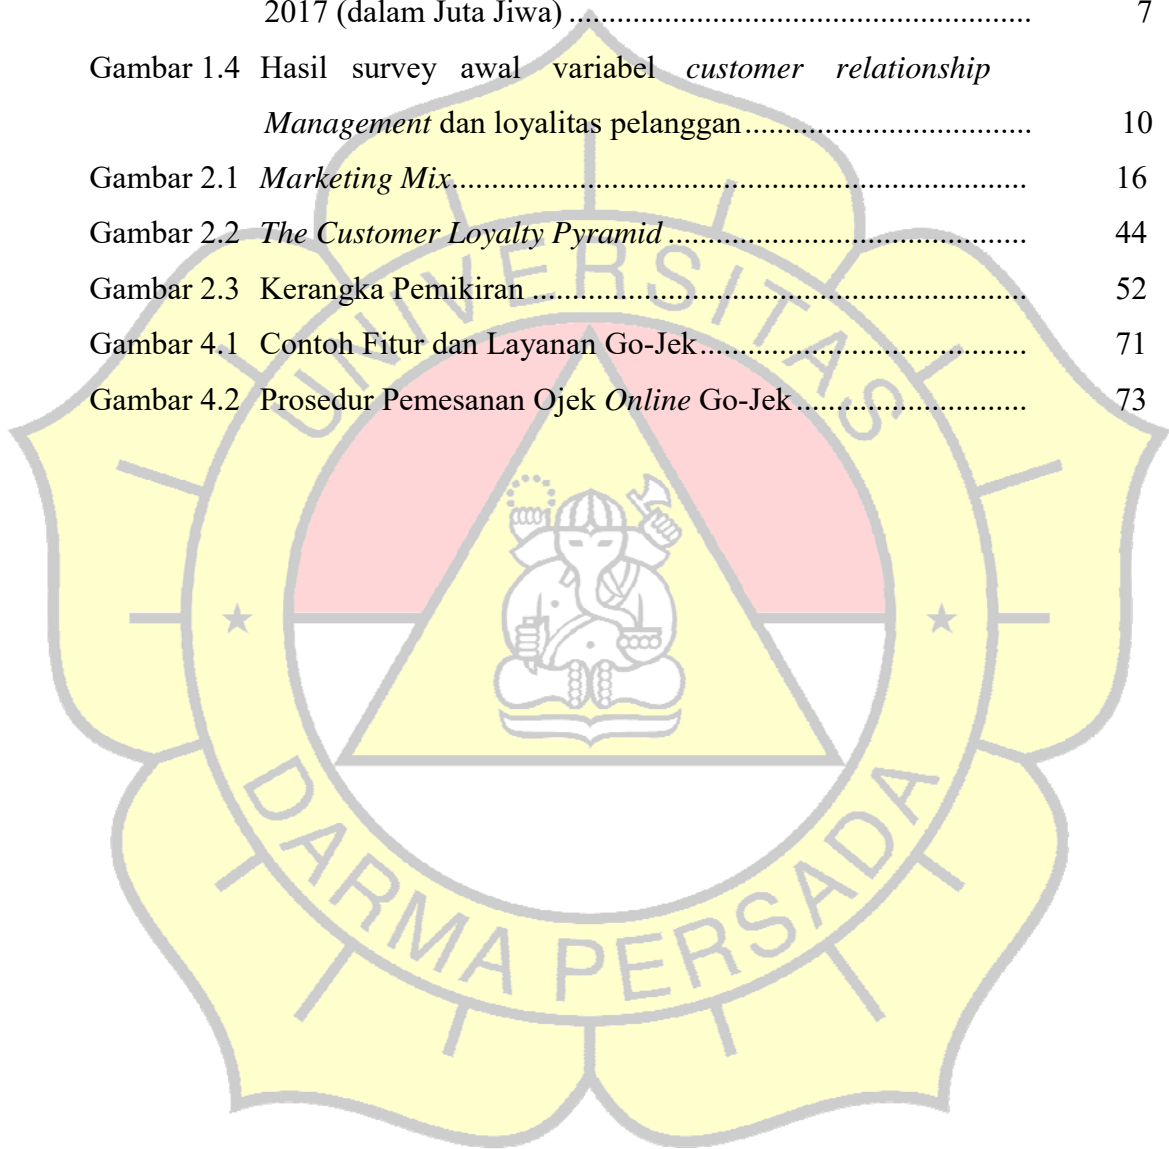 2017 (dalam Juta Jiwa) .......................................................... 7
Gambar 1.4 Hasil survey awal variabel customer relationship
Management dan loyalitas pelanggan .................................... 10
Gambar 2.1 Marketing Mix ........................................................................ 16
Gambar 2.2 The Customer Loyalty Pyramid ............................................. 44
Gambar 2.3 Kerangka Pemikiran .............................................................. 52
Gambar 4.1 Contoh Fitur dan Layanan Go-Jek ......................................... 71
Gambar 4.2 Prosedur Pemesanan Ojek Online Go-Jek ............................. 73
UNIVERSITAS
DARMA PERSADA